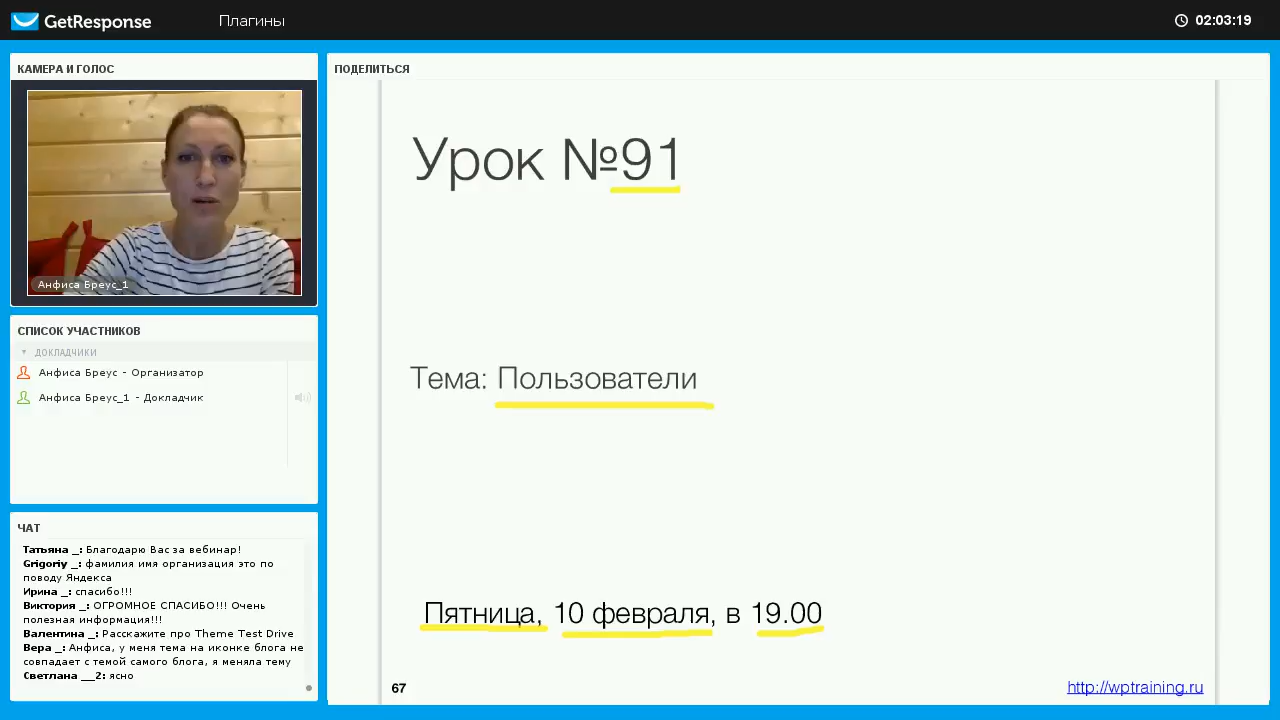 GetResponse
Плагины
02:03:19
КАМЕРА И ГОЛОС
Анфиса Бреус_1
СПИСОК УЧАСТНИКОВ
ДОКЛАДЧИКИ
Анфиса Бреус - Организатор
Анфиса Бреус_1 - Докладчик
ЧАТ
Татьяна _: Благодарю Вас за вебинар!
Grigoriy _: фамилия имя организация это по
поводу Яндекса
Ирина _: спасибо!!!
Виктория _: ОГРОМНОЕ СПАСИБО!!! Очень
полезная информация!!!
Валентина _: Расскажите про Theme Test Drive
Вера _: Анфиса, у меня тема на иконке блога не
совпадает с темой самого блога, я меняла тему
Светлана __2: ясно
ПОДЕЛИТЬСЯ
Урок №91
Тема: Пользователи
Пятница, 10 февраля, в 19.00
67
http://wptraining.ru